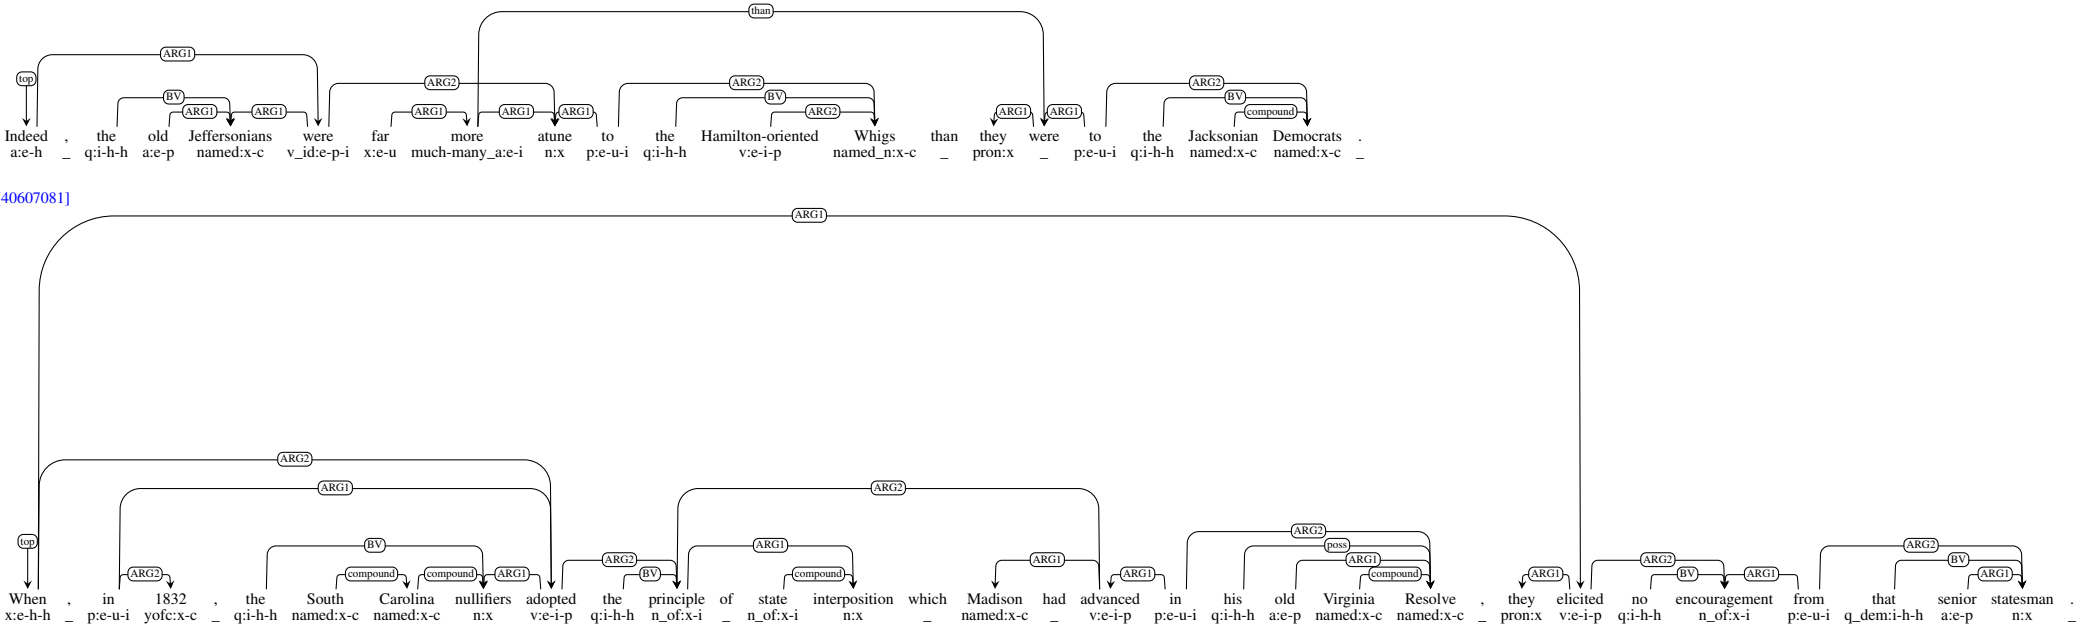 than
ARG1
top
ARG2 ARG2 ARG2
BV BV BV
ARG1 ARG1 ARG1 ARG1 ARG1 ARG2 ARG1 ARG1 compound
Indeed , the old Jeffersonians were far more atune to the Hamilton-oriented Whigs than they were to the Jacksonian Democrats .
a:e-h _ q:i-h-h a:e-p named:x-c v_id:e-p-i x:e-u much-many_a:e-i n:x p:e-u-i q:i-h-h v:e-i-p named_n:x-c _ pron:x _ p:e-u-i q:i-h-h named:x-c named:x-c _
40607081]
ARG1
ARG2
ARG1 ARG2
ARG2
top BV ARG1 poss ARG2
ARG2 ARG1 ARG1 ARG2 BV
ARG2 compound compound ARG1 BV compound ARG1 compound ARG1 BV ARG1 ARG1
When , in 1832 , the South Carolina nullifiers adopted the principle of state interposition which Madison had advanced in his old Virginia Resolve , they elicited no encouragement from that senior statesman .
x:e-h-h _ p:e-u-i yofc:x-c _ q:i-h-h named:x-c named:x-c n:x v:e-i-p q:i-h-h n_of:x-i _ n_of:x-i n:x _ named:x-c _ v:e-i-p p:e-u-i q:i-h-h a:e-p named:x-c named:x-c _ pron:x v:e-i-p q:i-h-h n_of:x-i p:e-u-i q_dem:i-h-h a:e-p n:x _